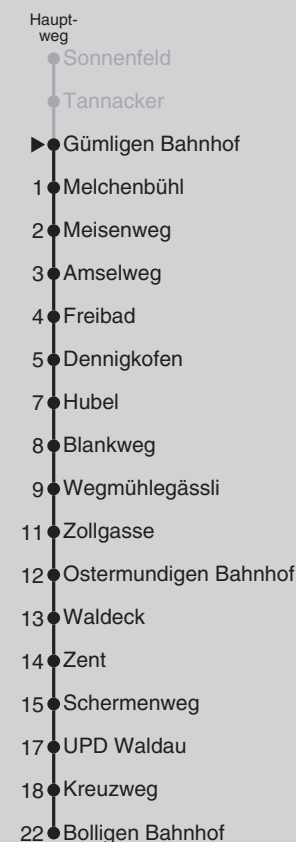 Haupt-
weg
Sonnenfeld
Tannacker
Gümligen Bahnhof
1 Melchenbühl
2 Meisenweg
3 Amselweg
4 Freibad
5 Dennigkofen
7 Hubel
8 Blankweg
9 Wegmühlegässli
11 Zollgasse
12 Ostermundigen Bahnhof
13 Waldeck
14 Zent
15 Schermenweg
17 UPD Waldau
18 Kreuzweg
22 Bolligen Bahnhof